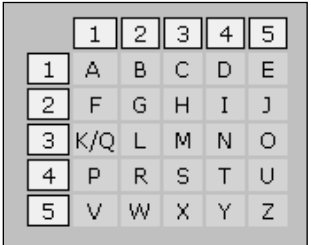 1 2 3 4 5
1 A B C D E
2 F G H I J
3 K/Q L M N O
4 P R S T U
5 V W X Y Z